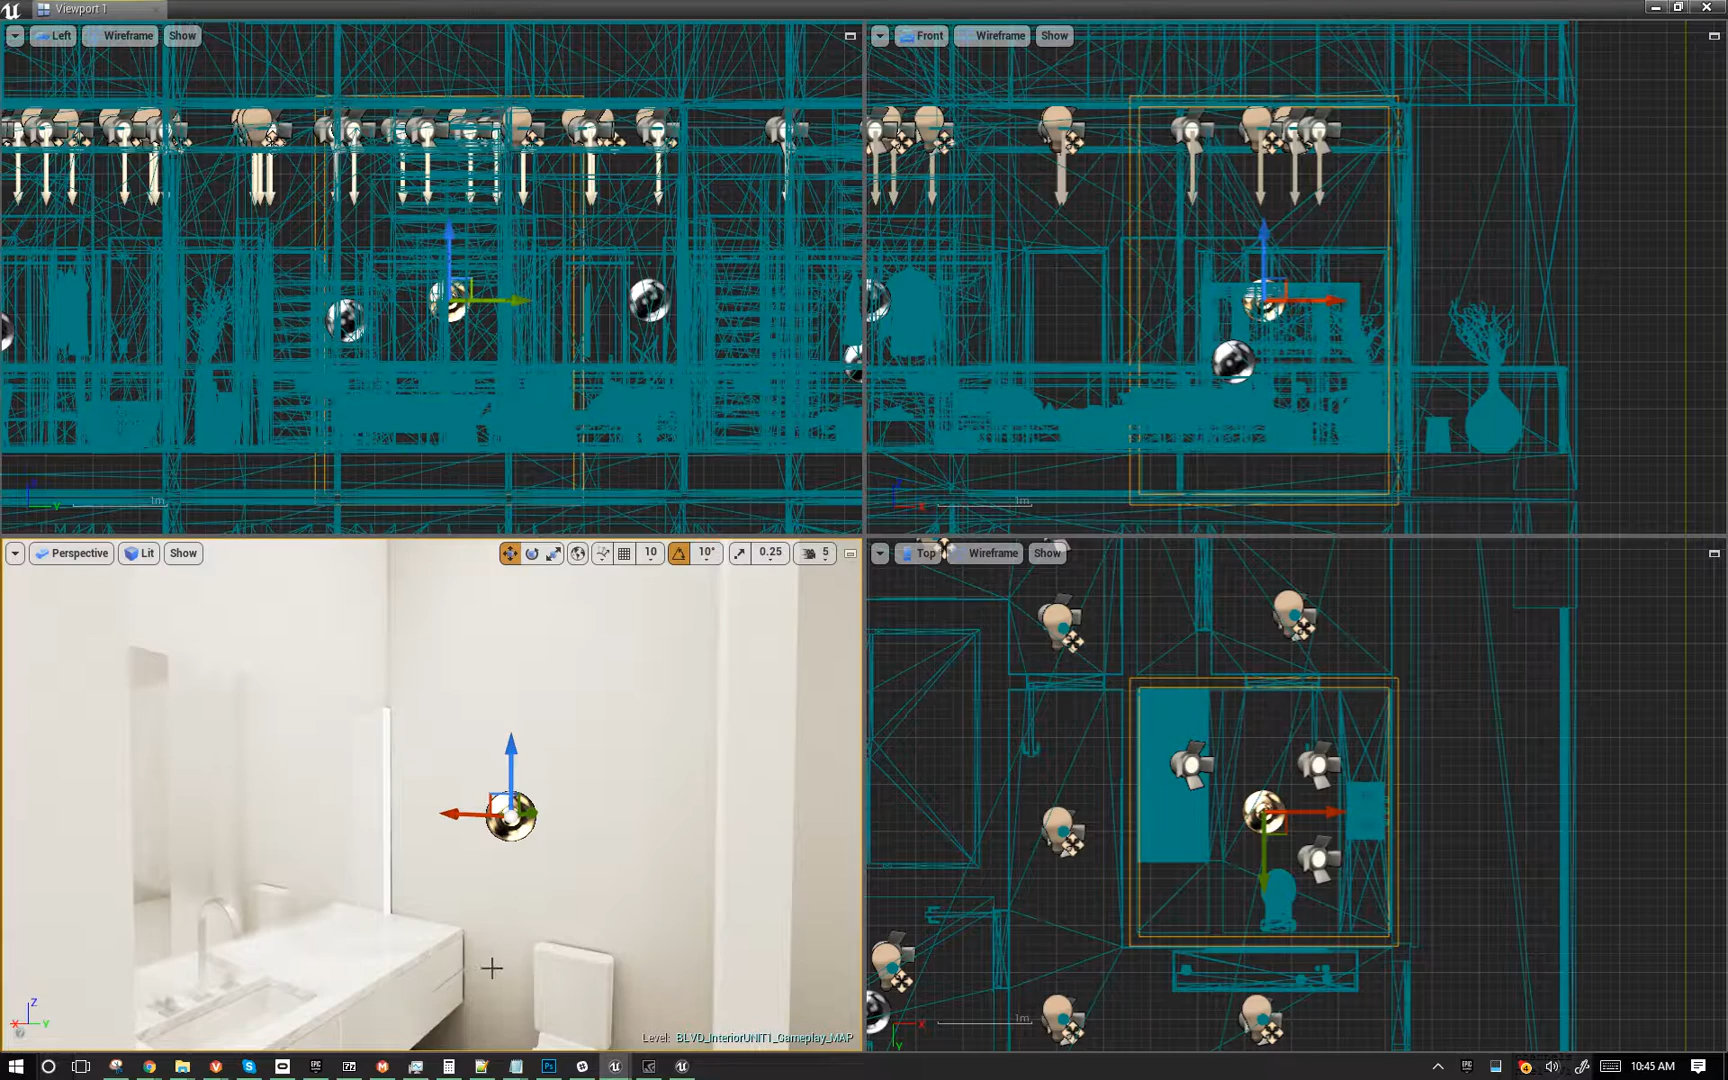 Viewport 1
Left
Wireframe
Show
Front
Wireframe
Show
1m
1m
Perspective
Lit
Show
10
10°
0.25
5
Top
Wireframe
Show
Z
X
Y
Level: BLVD_InteriorUNIT1_Gameplay_MAP
1m
X
Y
10:45 AM